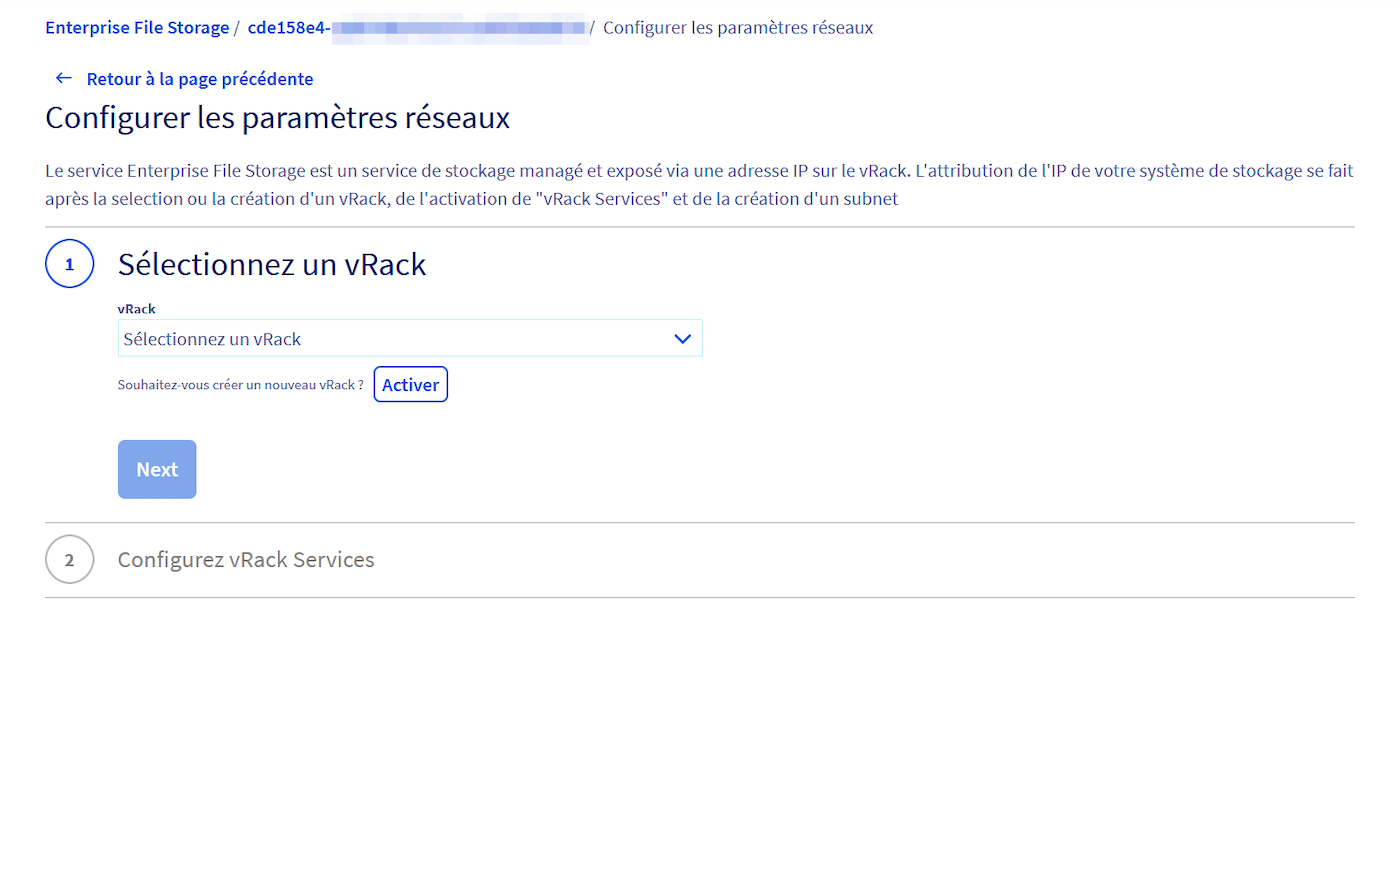 Enterprise File Storage / cde158e4- / Configurer les paramètres réseaux
← Retour à la page précédente
Configurer les paramètres réseaux
Le service Enterprise File Storage est un service de stockage managé et exposé via une adresse IP sur le vRack. L'attribution de l'IP de votre système de stockage se fait
après la selection ou la création d'un vRack, de l'activation de "vRack Services" et de la création d'un subnet
1 Sélectionnez un vRack
vRack
Sélectionnez un vRack
Souhaitez-vous créer un nouveau vRack ? Activer
Next
2 Configurez vRack Services